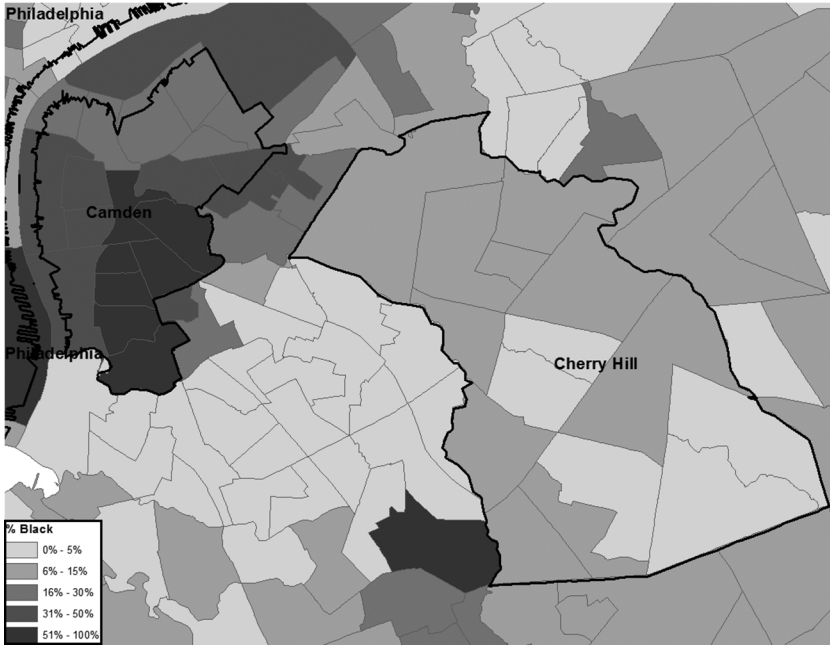 Philadelphia
Camden
Philadelphia
Cherry Hill
% Black
0% - 5%
6% - 15%
16% - 30%
31% - 50%
51% - 100%